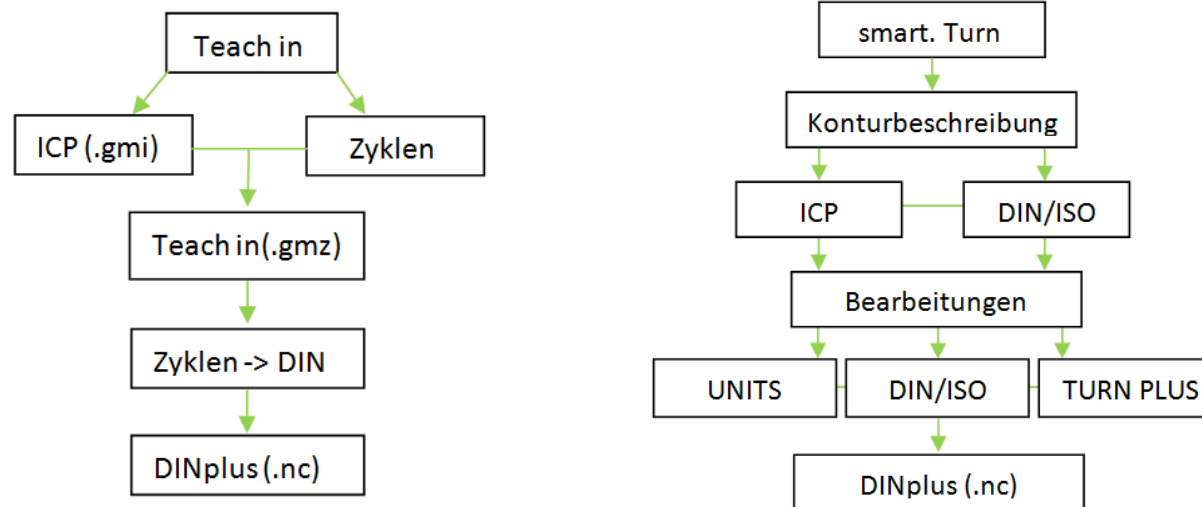 Teach in
ICP (.gmi)
Zyklen
Teach in(.gmz)
Zyklen -> DIN
DINplus (.nc)
smart. Turn
Konturbeschreibung
ICP
DIN/ISO
Bearbeitungen
UNITS
DIN/ISO
TURN PLUS
DINplus (.nc)